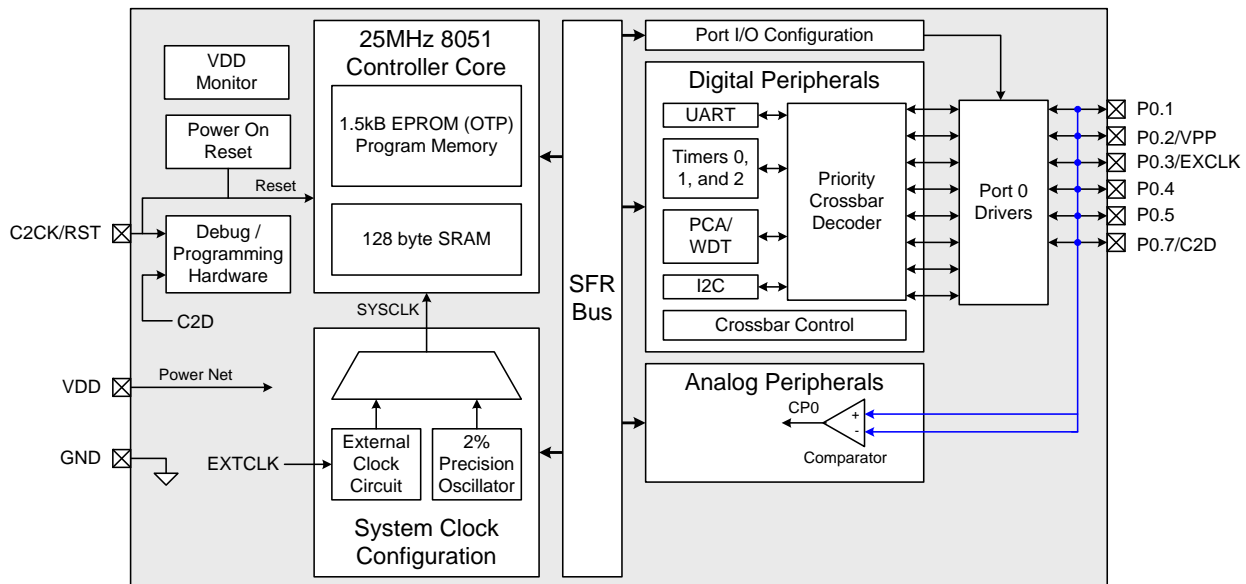 VDD
Monitor
Power On
Reset
Reset
C2CK/RST
Debug /
Programming
Hardware
C2D
VDD
Power Net
GND
25MHz 8051
Controller Core
1.5kB EPROM (OTP)
Program Memory
128 byte SRAM
SYSCLK
EXTCLK
External
Clock
Circuit
2%
Precision
Oscillator
System Clock
Configuration
SFR
Bus
Port I/O Configuration
Digital Peripherals
UART
Timers 0,
1, and 2
PCA/
WDT
I2C
Priority
Crossbar
Decoder
Crossbar Control
Port 0
Drivers
Analog Peripherals
CP0
+
-
Comparator
P0.1
P0.2/VPP
P0.3/EXCLK
P0.4
P0.5
P0.7/C2D